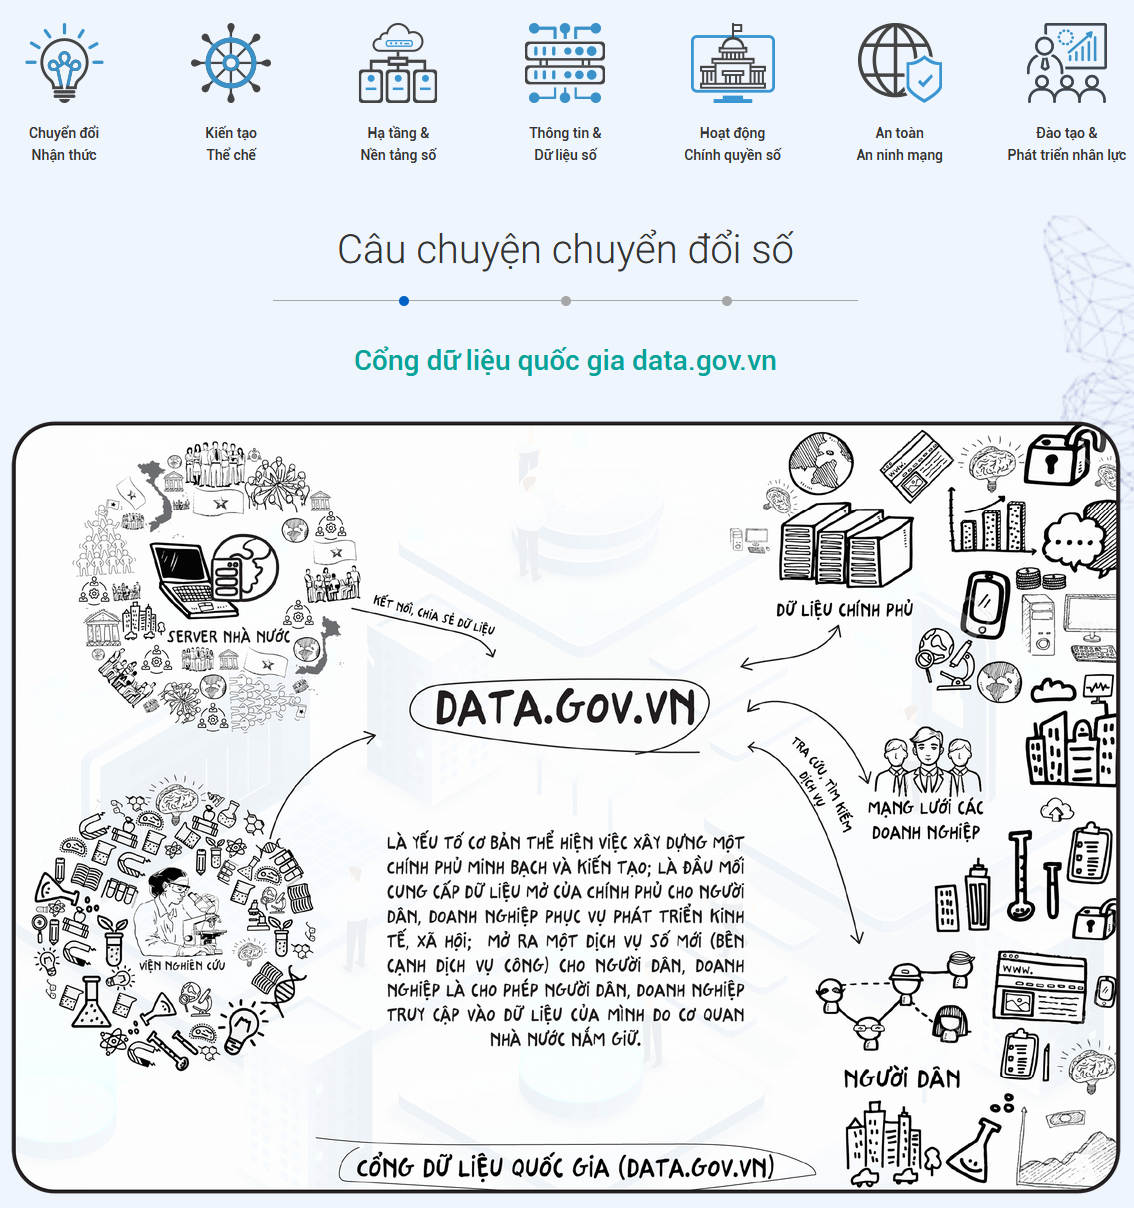 Chuyển đổi
Nhận thức
Kiến tạo
Thể chế
Hạ tầng &
Nền tảng số
Thông tin &
Dữ liệu số
Hoạt động
Chính quyền số
An toàn
An ninh mạng
Đào tạo &
Phát triển nhân lực
Câu chuyện chuyển đổi số
Cổng dữ liệu quốc gia data.gov.vn
SERVER NHÀ NƯỚC
KẾT NỐI, CHIA SẺ DỮ LIỆU
WWW.
DỮ LIỆU CHÍNH PHỦ
DATA.GOV.VN
TRA CỨU, TÌM KIẾM
DỊCH VỤ
MẠNG LƯỚI CÁC
DOANH NGHIỆP
VIỆN NGHIÊN CỨU
LÀ YẾU TỐ CƠ BẢN THỂ HIỆN VIỆC XÂY DỰNG MỘT
CHÍNH PHỦ MINH BẠCH VÀ KIẾN TẠO; LÀ ĐẦU MỐI
CUNG CẤP DỮ LIỆU MỞ CỦA CHÍNH PHỦ CHO NGƯỜI
DÂN, DOANH NGHIỆP PHỤC VỤ PHÁT TRIỂN KINH
TẾ, XÃ HỘI; MỞ RA MỘT DỊCH VỤ SỐ MỚI (BÊN
CẠNH DỊCH VỤ CÔNG) CHO NGƯỜI DÂN, DOANH
NGHIỆP LÀ CHO PHÉP NGƯỜI DÂN, DOANH NGHIỆP
TRUY CẬP VÀO DỮ LIỆU CỦA MÌNH DO CƠ QUAN
NHÀ NƯỚC NẮM GIỮ.
WWW.
NGƯỜI DÂN
CỔNG DỮ LIỆU QUỐC GIA (DATA.GOV.VN)